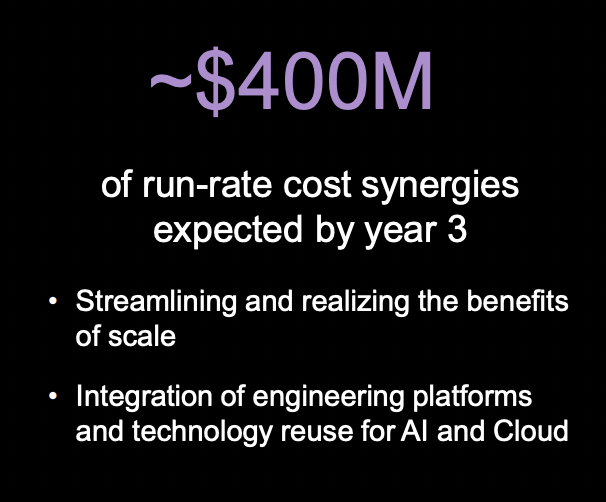 ~$400M
of run-rate cost synergies
expected by year 3
• Streamlining and realizing the benefits
of scale
• Integration of engineering platforms
and technology reuse for AI and Cloud